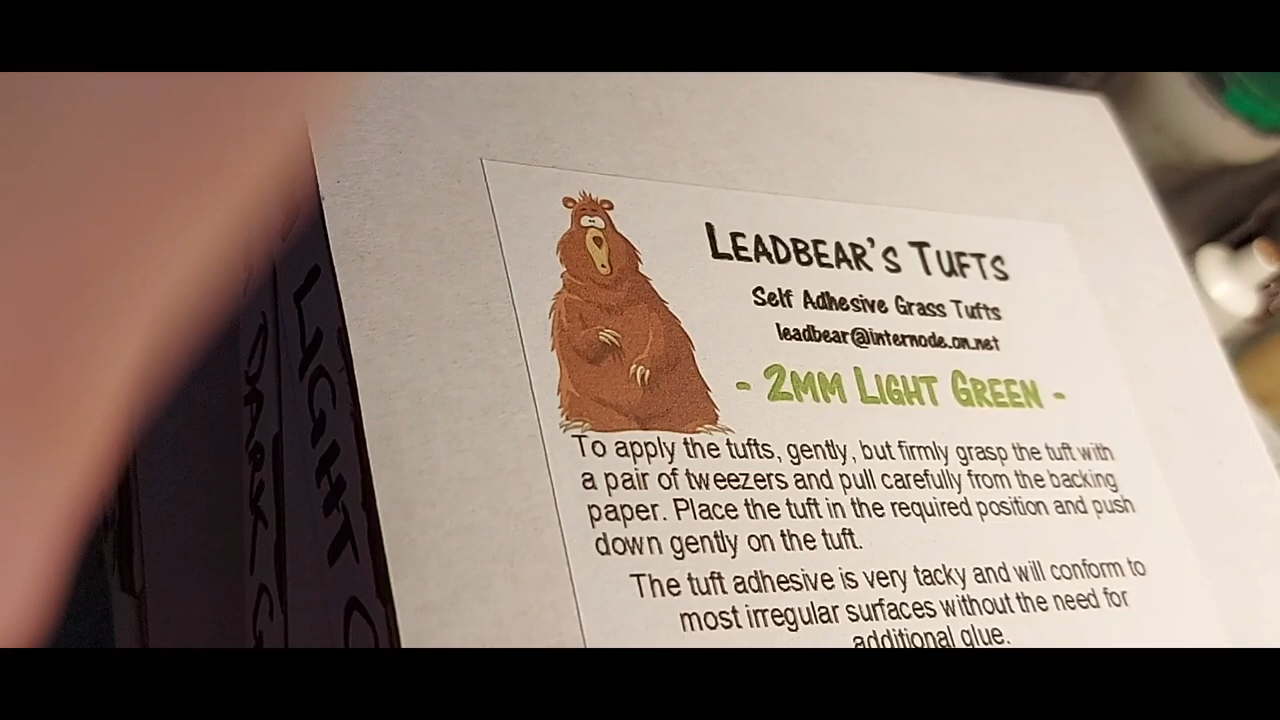 LEADBEAR'S TUFTS
Self Adhesive Grass Tufts
leadbear@internode.on.net
- 2MM LIGHT GREEN -
To apply the tufts, gently, but firmly grasp the tuft with
a pair of tweezers and pull carefully from the backing
paper. Place the tuft in the required position and push
down gently on the tuft.
The tuft adhesive is very tacky and will conform to
most irregular surfaces without the need for
additional glue.
LIGHT G
DARK G